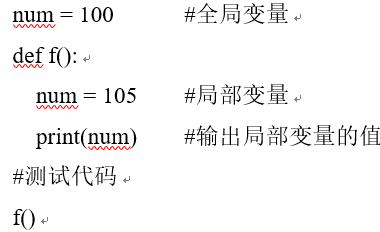 num = 100 #全局变量
def f():
num = 105 #局部变量
print(num) #输出局部变量的值
#测试代码
f()